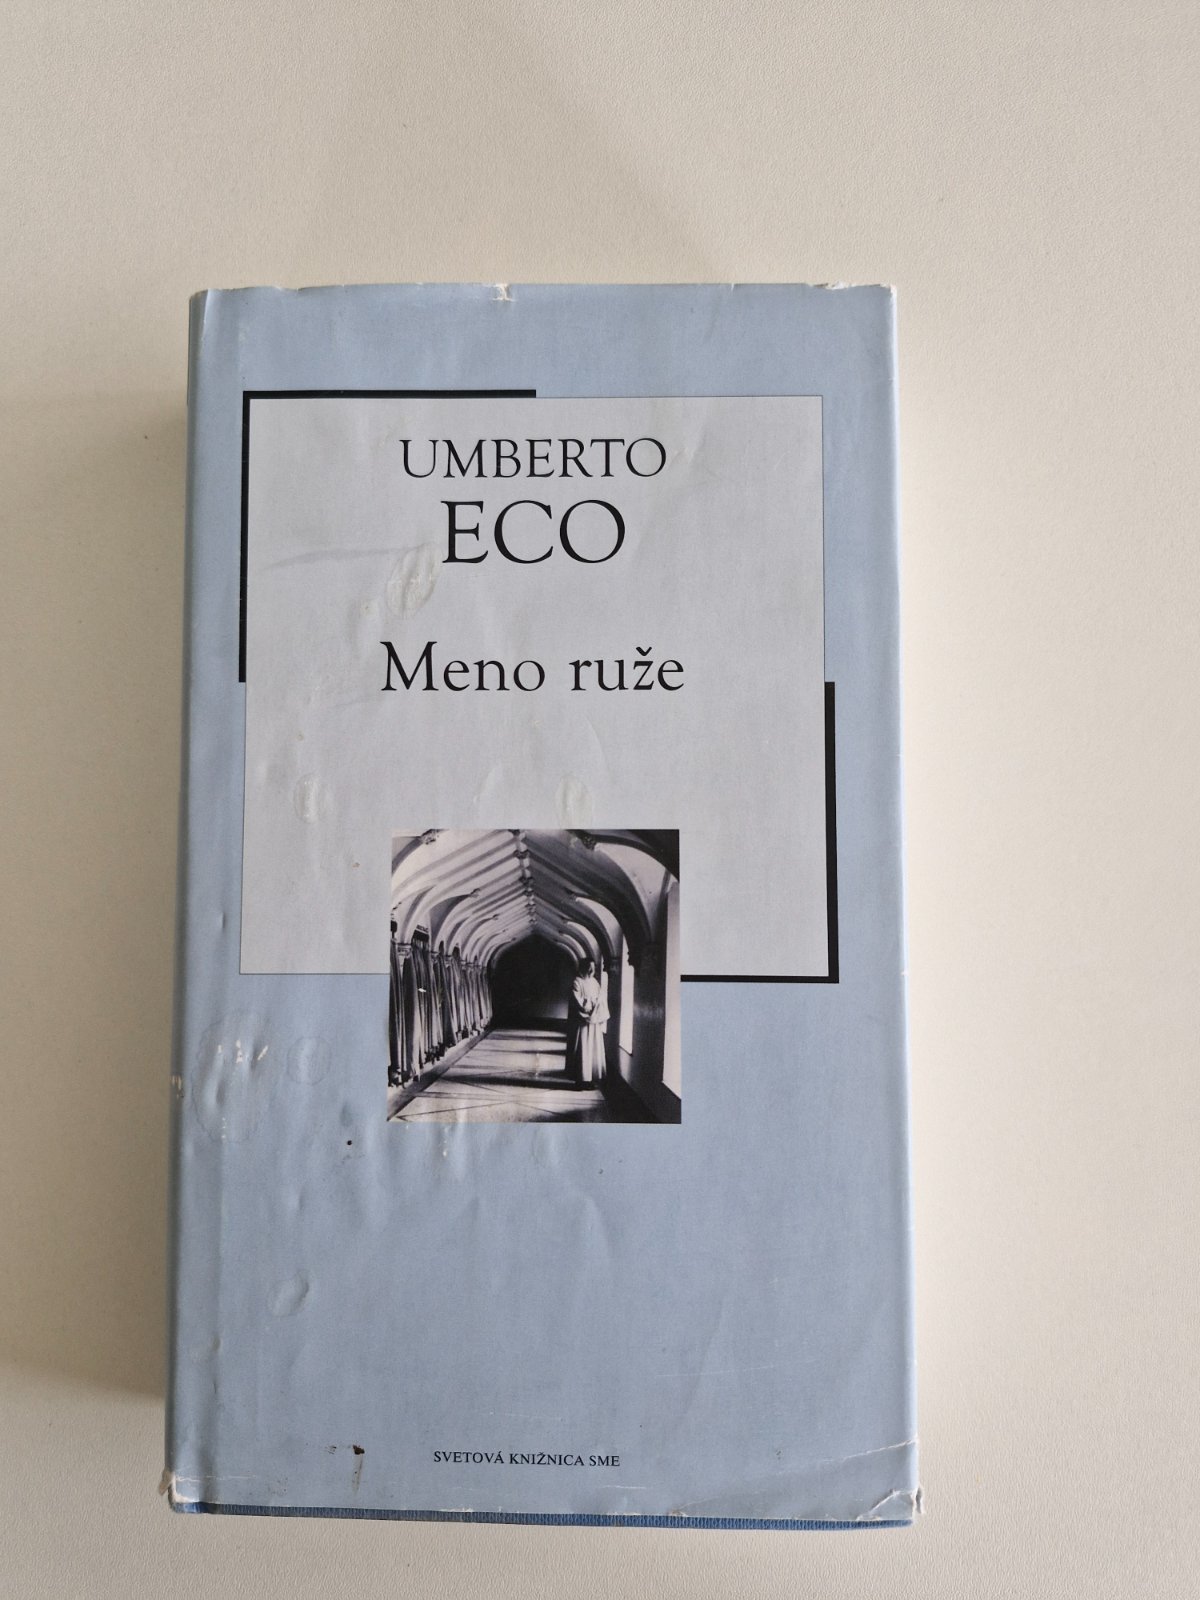 UMBERTO
ECO
Meno ruže
SVETOVÁ KNIŽNICA SME